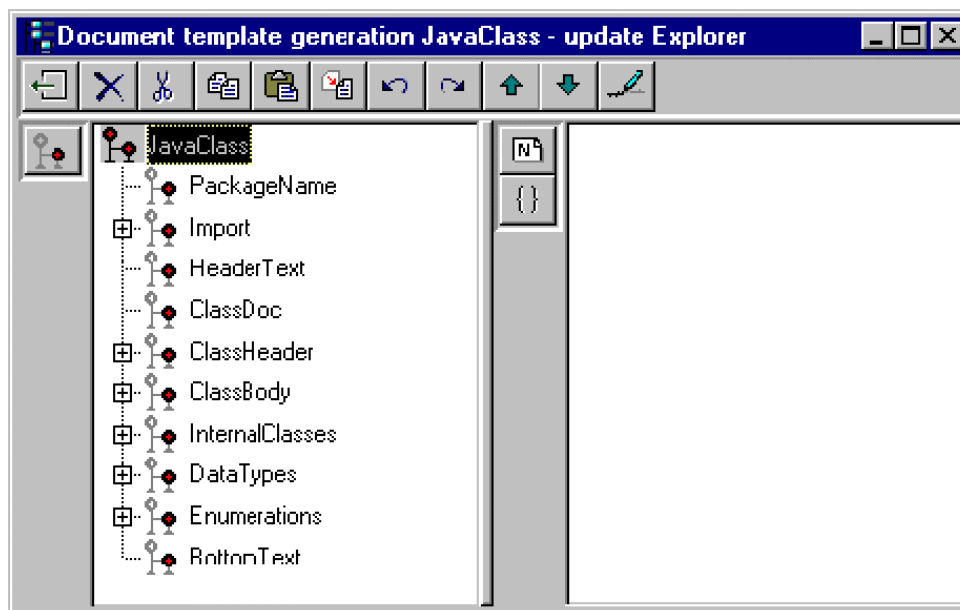 Document template generation JavaClass - update Explorer
JavaClass
N
{}
PackageName
Import
HeaderText
ClassDoc
ClassHeader
ClassBody
InternalClasses
DataTypes
Enumerations
BottomText